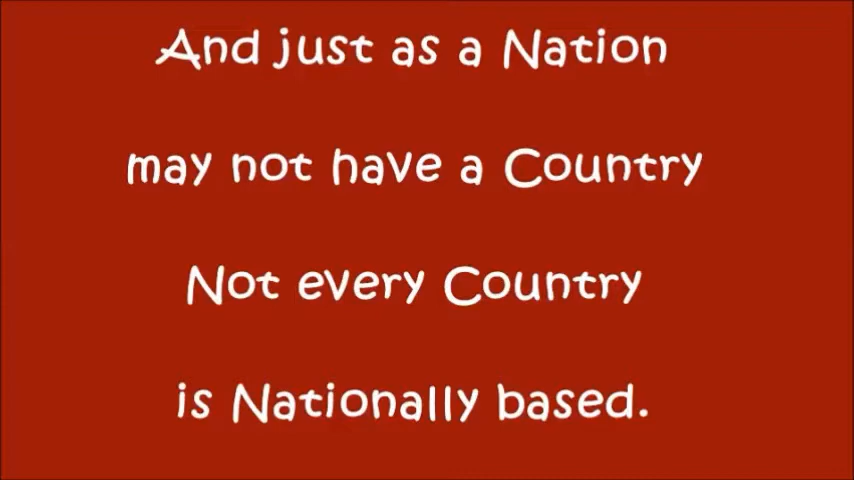 And just as a Nation
may not have a Country
Not every Country
is Nationally based.